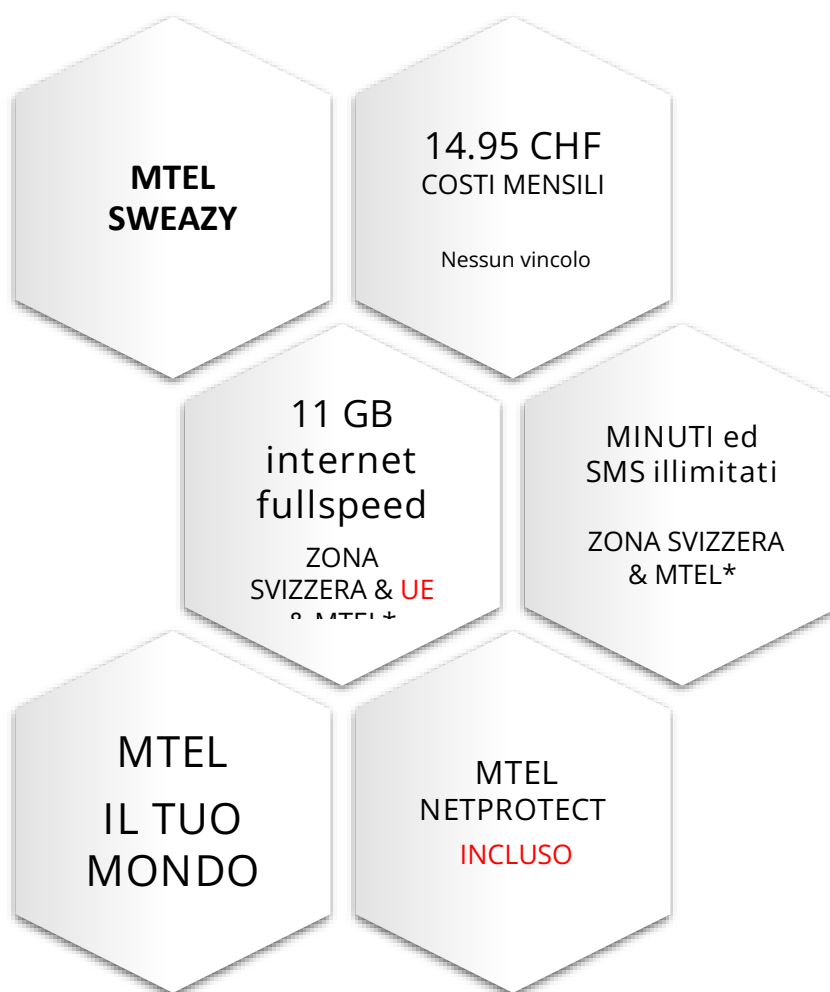 MTEL
SWEAZY
14.95 CHF
COSTI MENSILI
Nessun vincolo
11 GB
internet
fullspeed
ZONA
SVIZZERA & UE
& MTEL*
MINUTI ed
SMS illimitati
ZONA SVIZZERA
& MTEL*
MTEL
IL TUO
MONDO
MTEL
NETPROTECT
INCLUSO